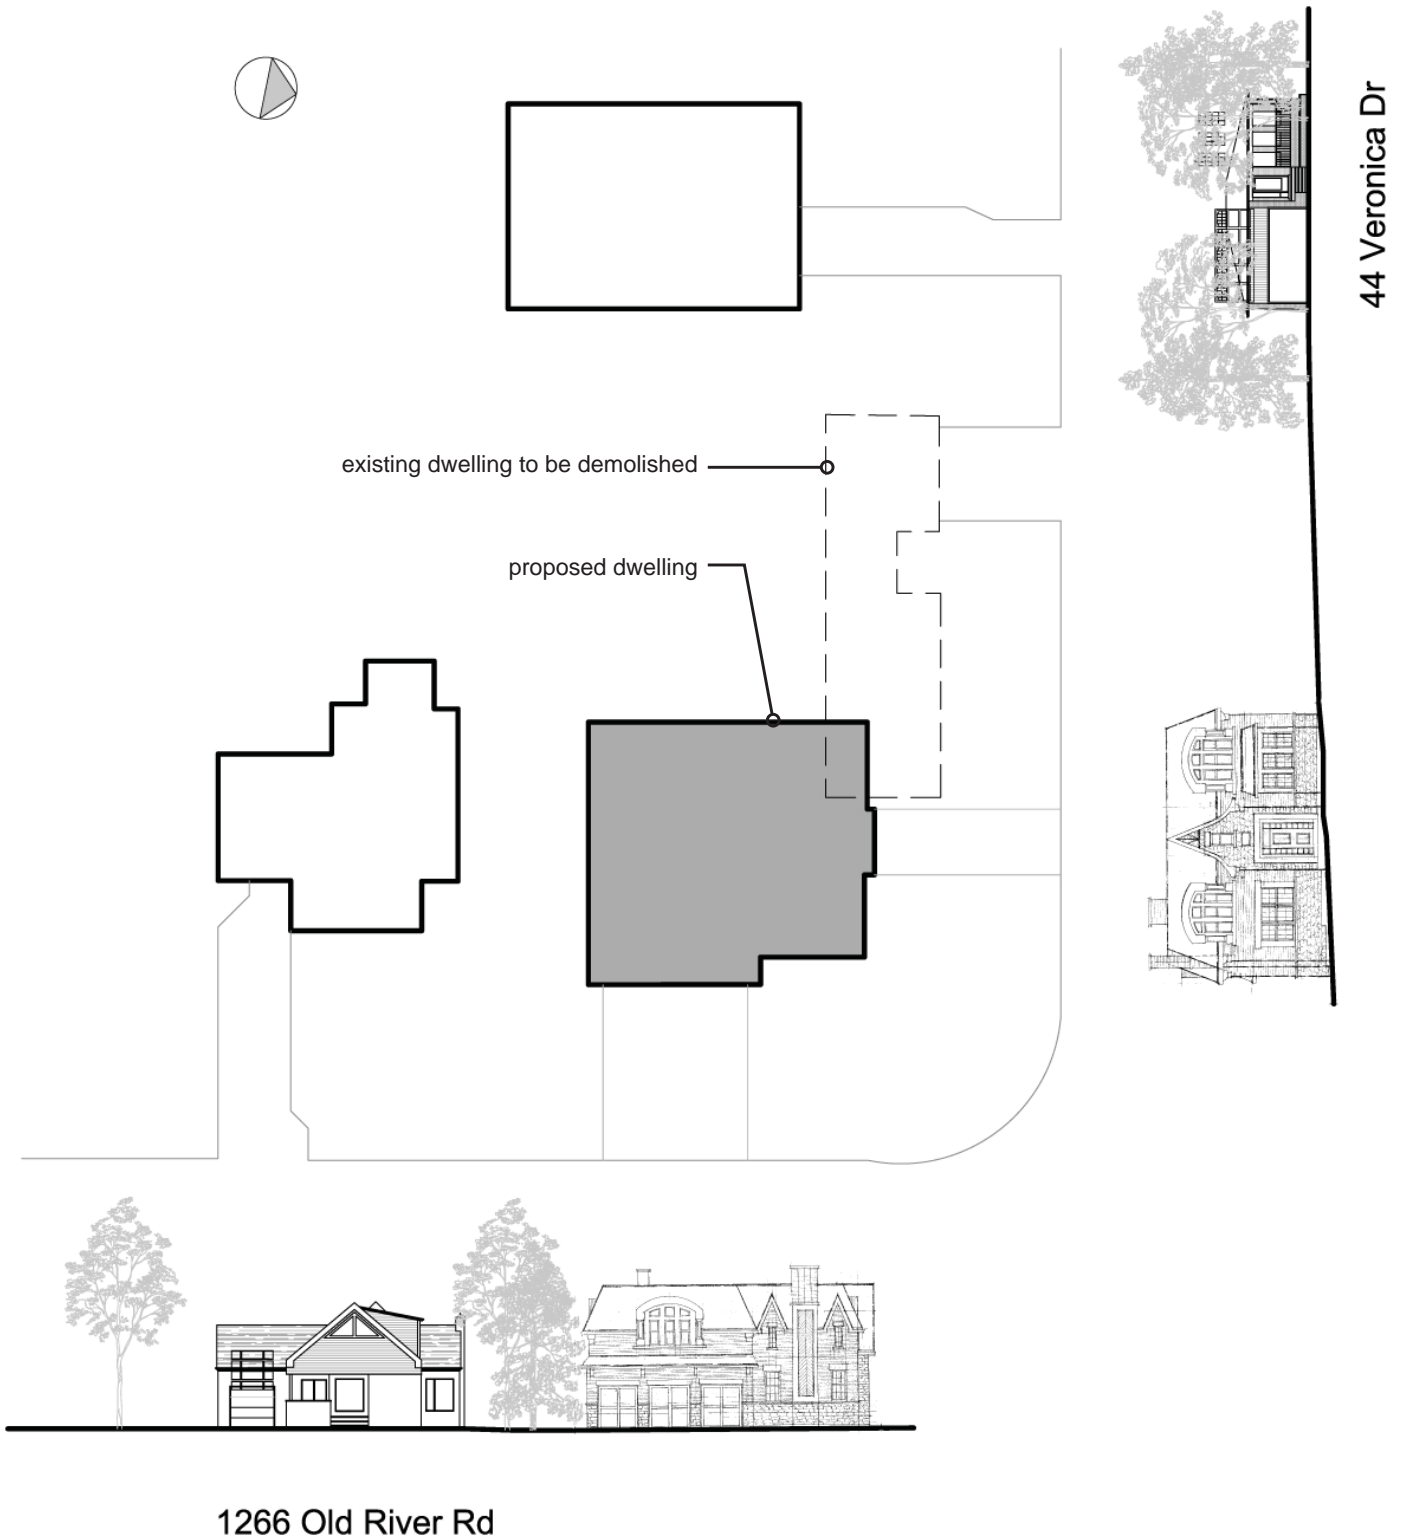 44 Veronica Dr
existing dwelling to be demolished
proposed dwelling
1266 Old River Rd